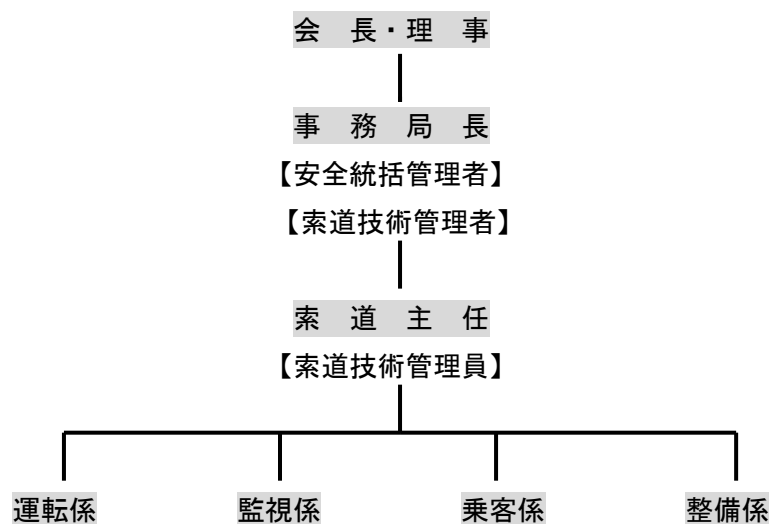 会　長・理　事
事　務　局　長
【安全統括管理者】
【索道技術管理者】
索　道　主　任
【索道技術管理員】
運転係　監視係　乗客係　整備係